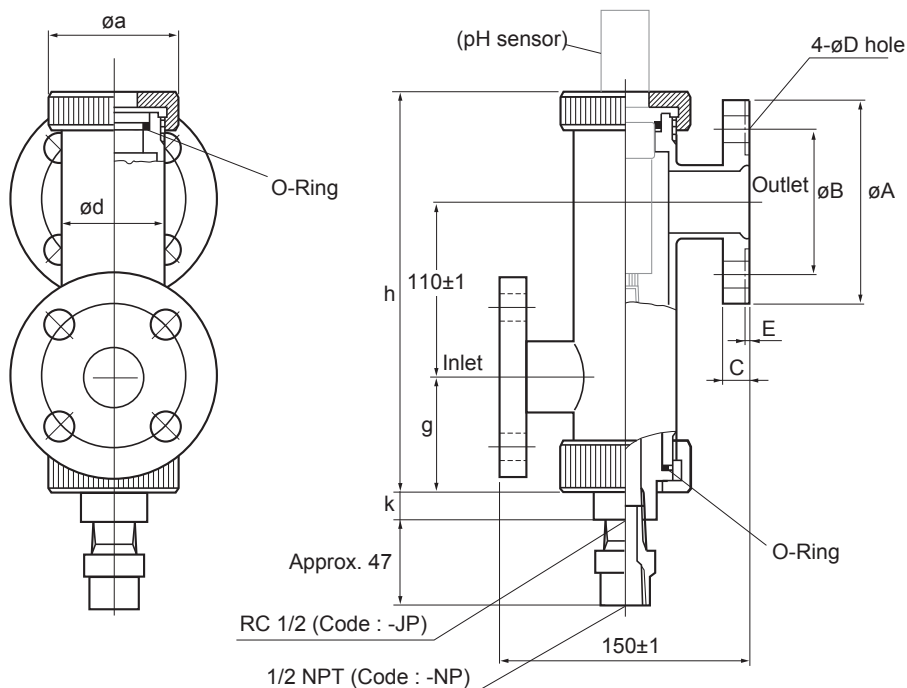 øa
(pH sensor)
4-øD hole
O-Ring
Outlet
øB
øA
ød
h
110±1
E
C
Inlet
g
k
Approx. 47
O-Ring
RC 1/2 (Code : -JP)
150±1
1/2 NPT (Code : -NP)